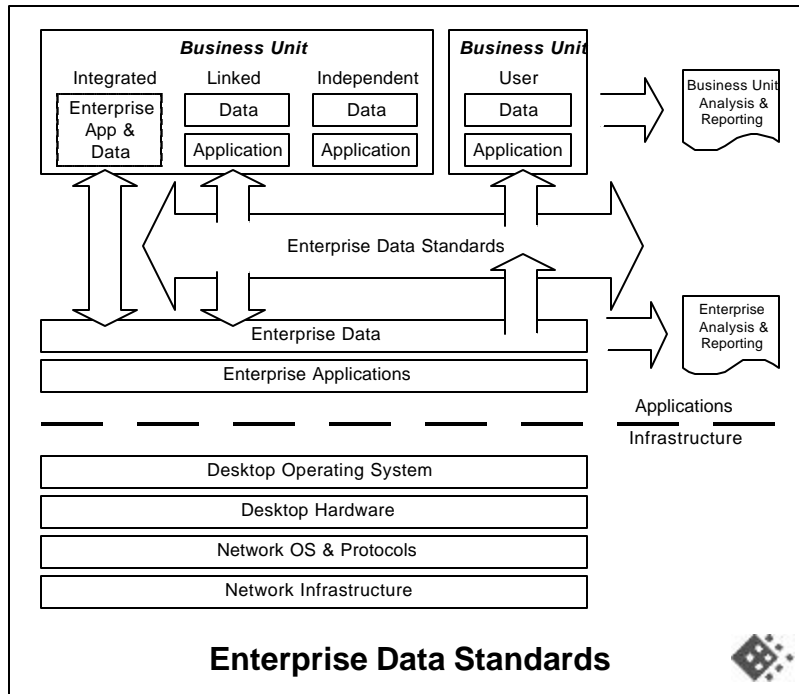 Business Unit
Business Unit
Integrated
Linked
Independent
User
Enterprise
App &
Data
Data
Application
Data
Application
Data
Application
Business Unit
Analysis &
Reporting
Enterprise Data Standards
Enterprise Data
Enterprise Applications
Enterprise
Analysis &
Reporting
Applications
Infrastructure
Desktop Operating System
Desktop Hardware
Network OS & Protocols
Network Infrastructure
Enterprise Data Standards